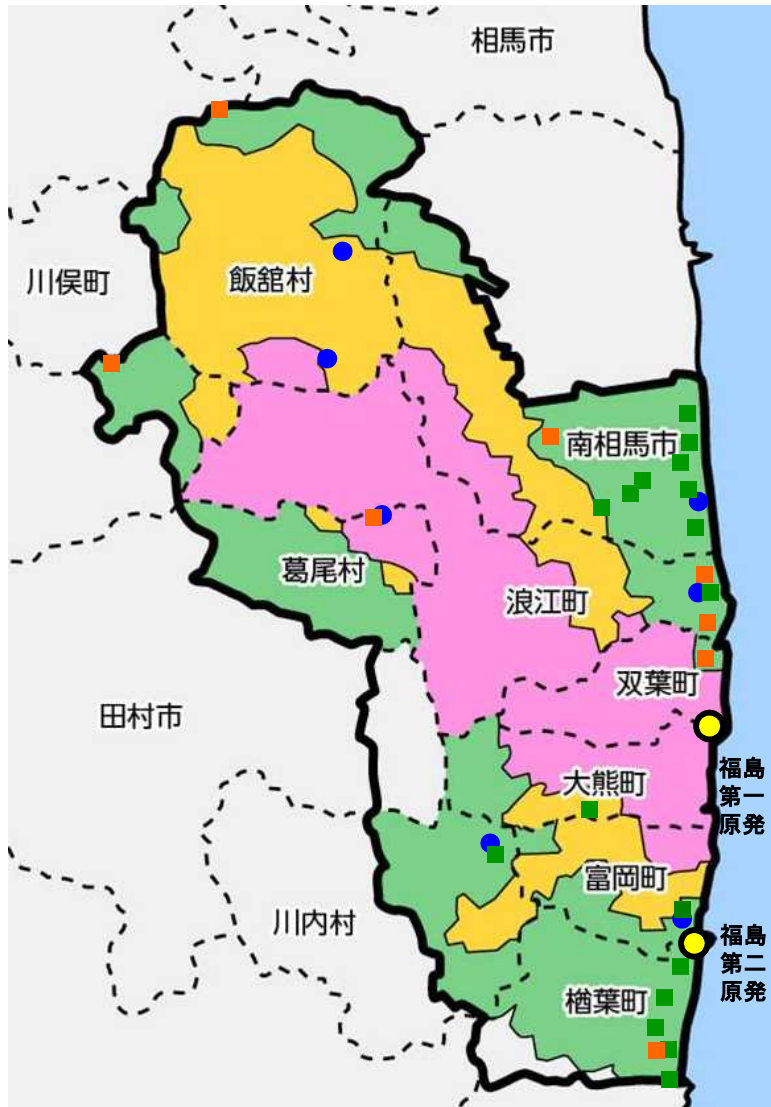 相馬市
川俣町
飯舘村
南相馬市
葛尾村
浪江町
双葉町
田村市
福島
第一
原発
大熊町
富岡町
川内村
福島
第二
原発
楢葉町